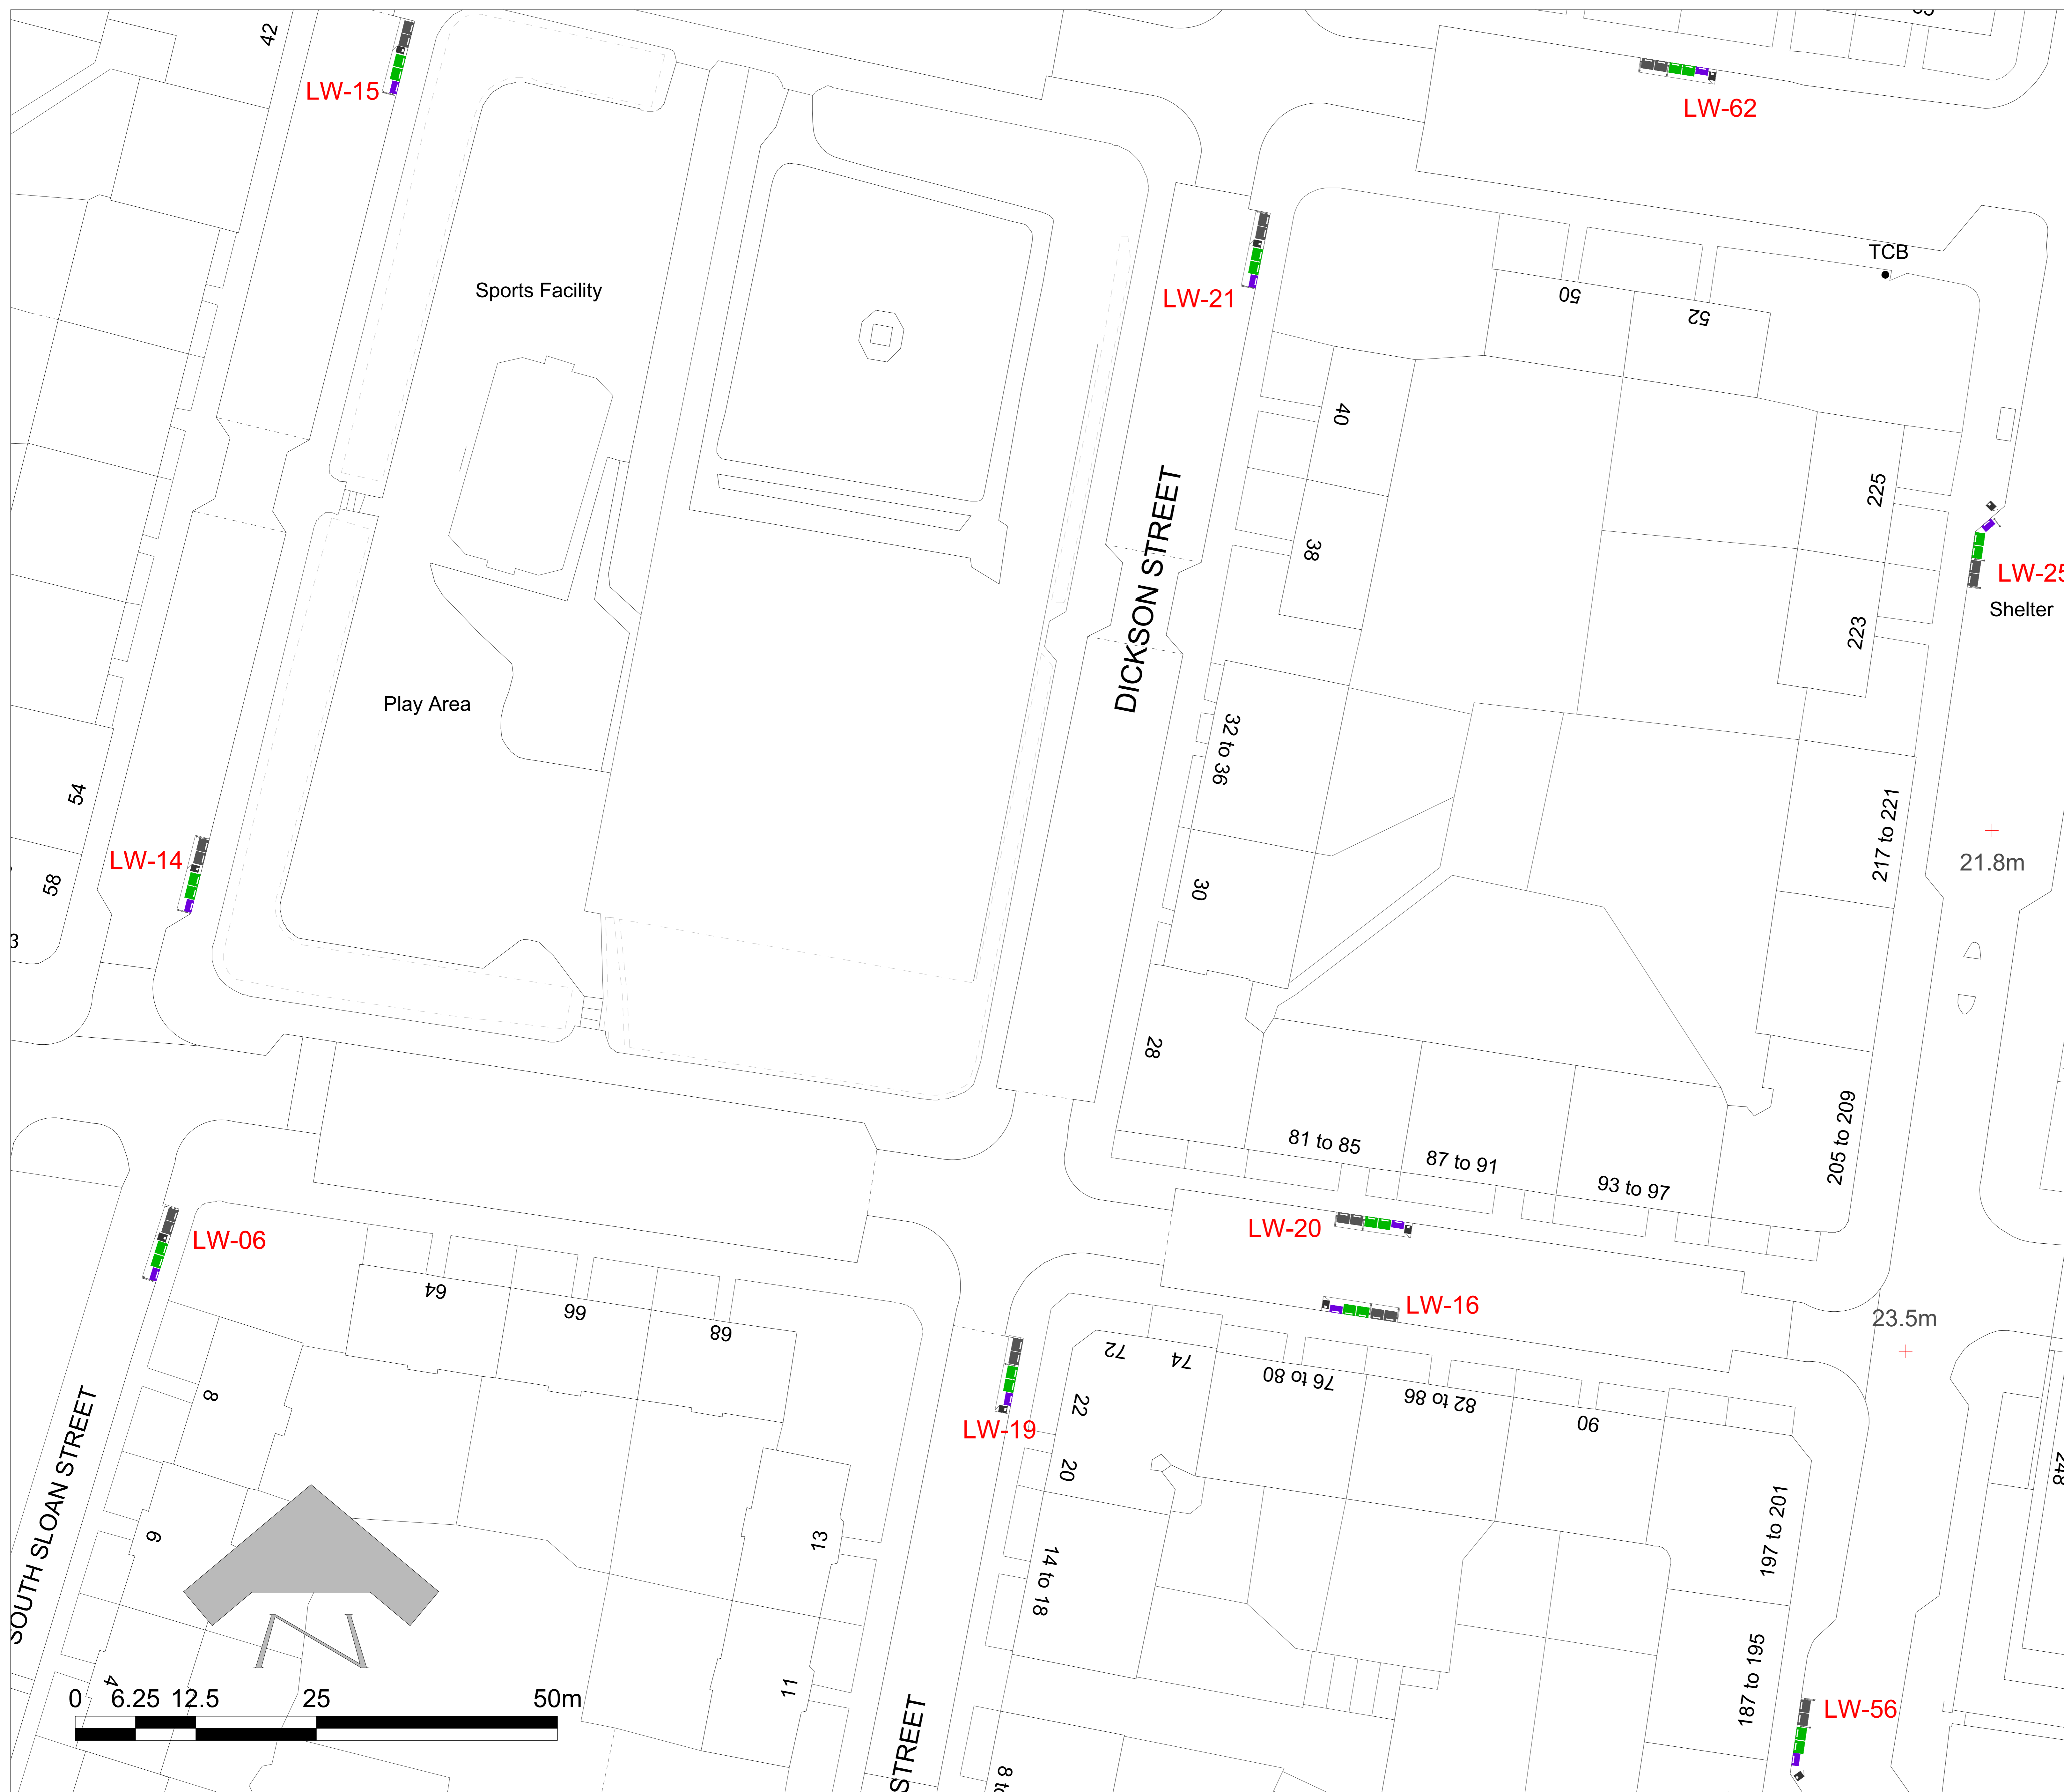 42
LW-15
LW-62
Sports Facility
LW-21
TCB
50
52
40
38
225
223
LW-25
Shelter
DICKSON STREET
Play Area
32 to 36
54
58
LW-14
30
217 to 221
21.8m
3
28
81 to 85
87 to 91
93 to 97
205 to 209
LW-06
LW-20
LW-16
23.5m
64
66
68
LW-19
72
74
76 to 80
82 to 86
90
22
20
8
6
4
SOUTH SLOAN STREET
13
11
14 to 18
197 to 201
187 to 195
248
LW-56
N
0 6.25 12.5 25 50m
STREET
8 to